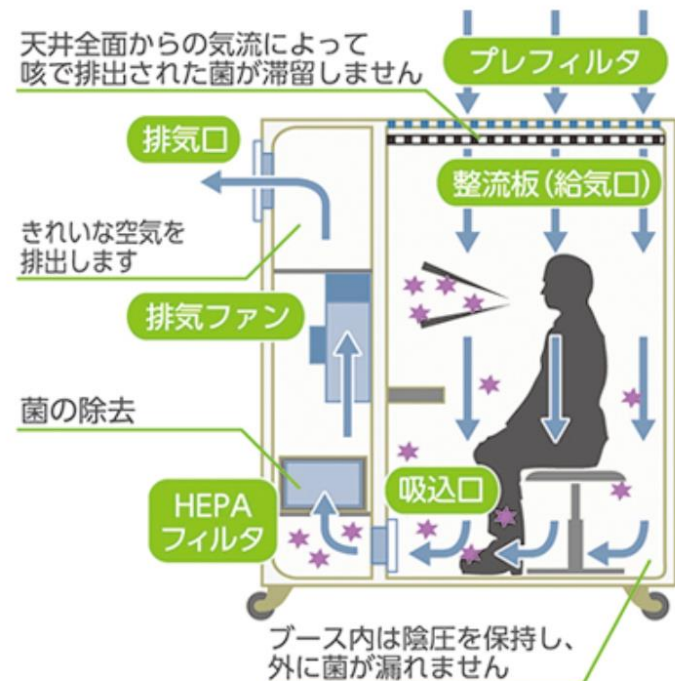 天井全面からの気流によって
咳で排出された菌が滞留しません
プレフィルタ
排気口
整流板(給気口)
きれいな空気を
排出します
排気ファン
菌の除去
HEPA
フィルタ
吸込口
ブース内は陰圧を保持し、
外に菌が漏れません